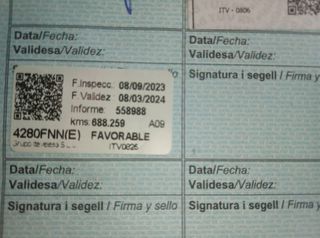 ITV - 0806
Data/Fecha:
Validesa/Validez:
Data/Fecha:
Validesa/Validez:
Signatura i segell / Firma y
F.Inspecc. 08/09/2023
F. Validez 08/03/2024
Informe: 558988
kms: 688.259 A09
4280FNN(E) FAVORABLE
ITV0826
Data/Fecha:
Validesa/Validez:
Signatura i segell / Firma y sello
Data/Fecha:
Validesa/Validez:
Signatura i segell / Firma y s